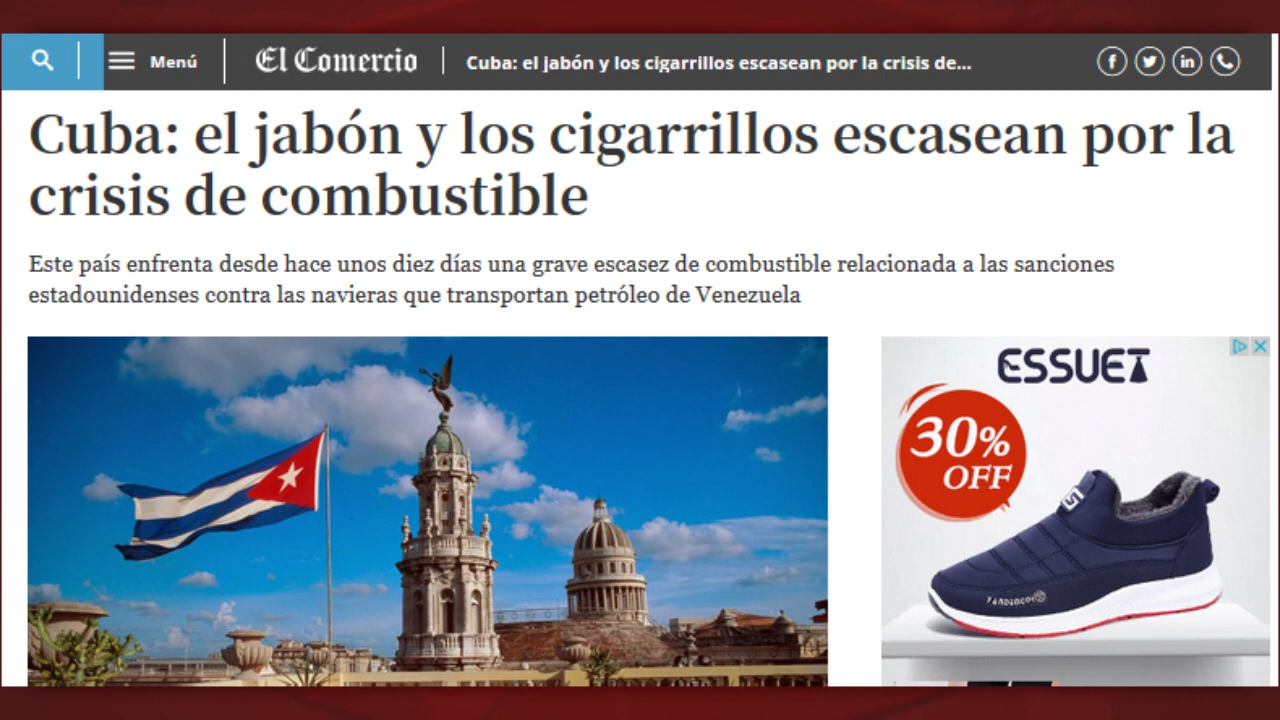 Menú
El Comercio
Cuba: el jabón y los cigarrillos escasean por la crisis de...
Cuba: el jabón y los cigarrillos escasean por la
crisis de combustible
Este país enfrenta desde hace unos diez días una grave escasez de combustible relacionada a las sanciones
estadounidenses contra las navieras que transportan petróleo de Venezuela
ESSUET
30%
OFF